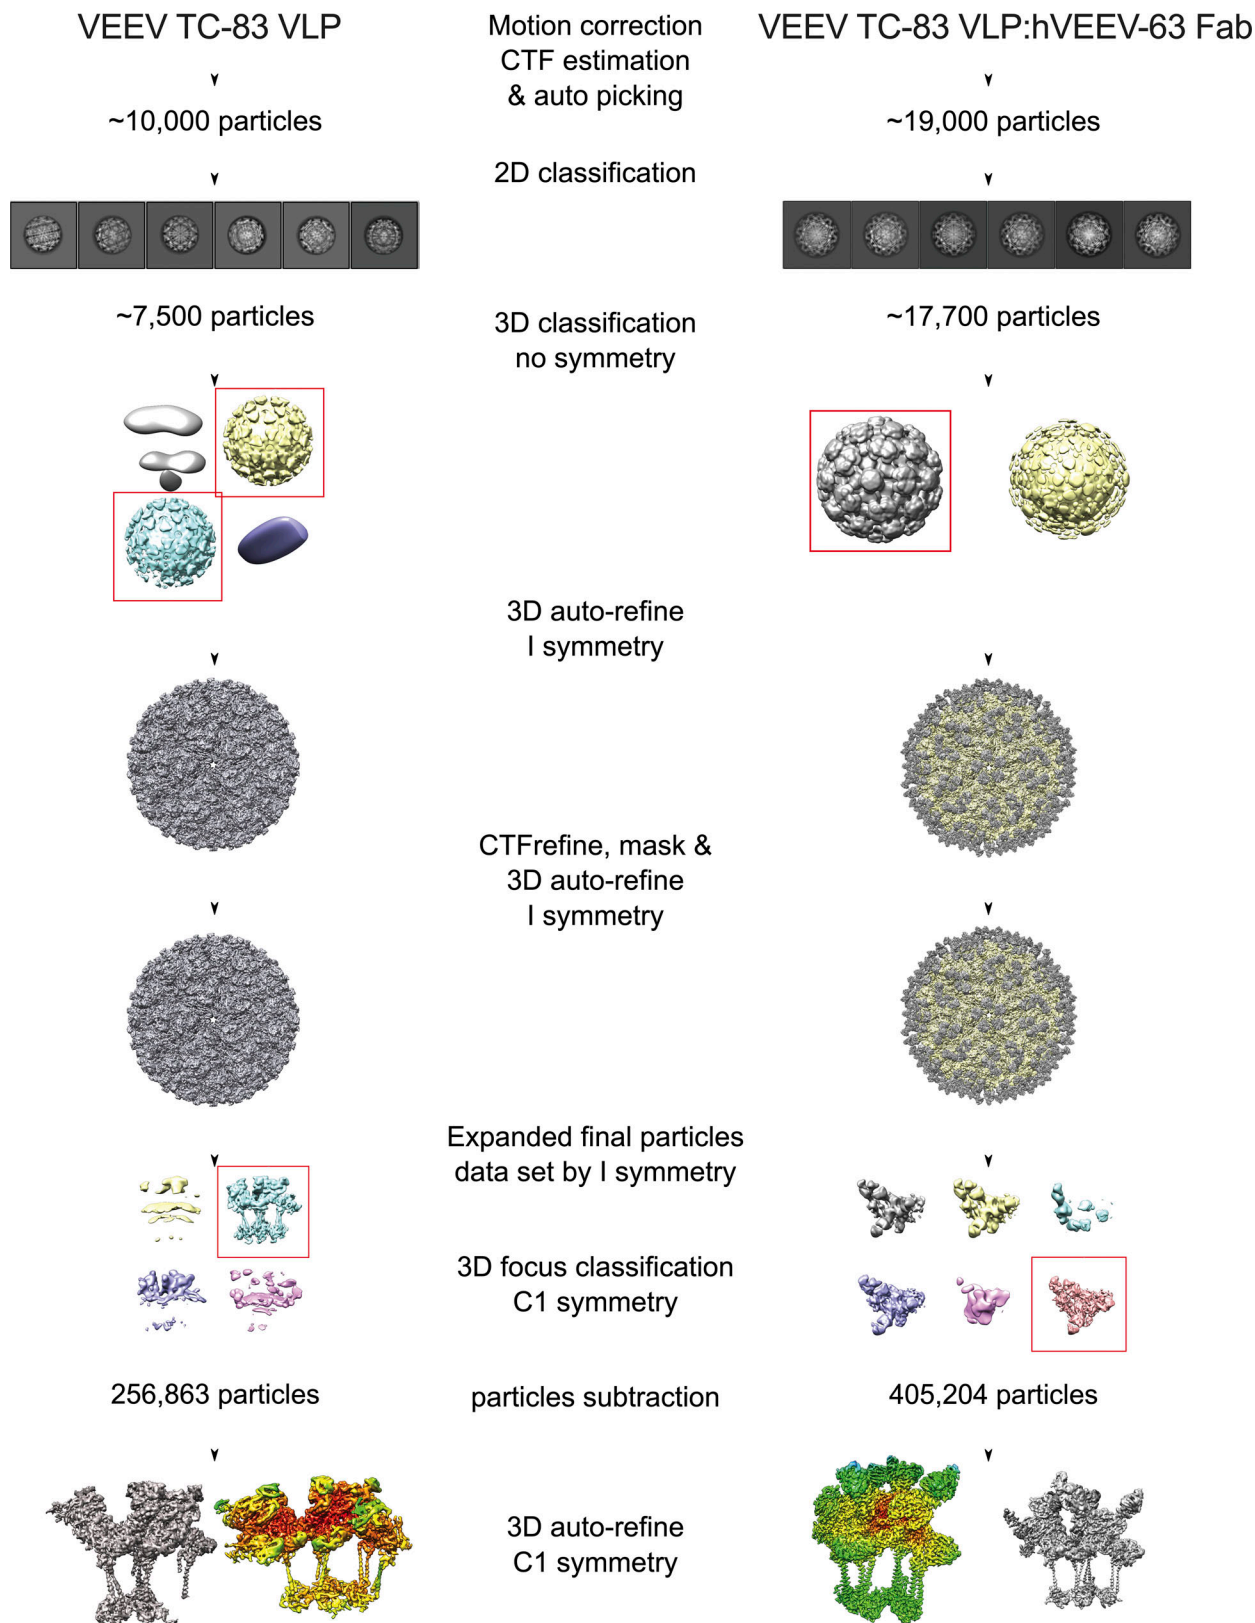 VEEV TC-83 VLP
Motion correction
CTF estimation
& auto picking
VEEV TC-83 VLP:hVEEV-63 Fab
~10,000 particles
~19,000 particles
2D classification
~7,500 particles
3D classification
no symmetry
~17,700 particles
3D auto-refine
I symmetry
CTFrefine, mask &
3D auto-refine
I symmetry
Expanded final particles
data set by I symmetry
3D focus classification
C1 symmetry
256,863 particles
particles subtraction
405,204 particles
3D auto-refine
C1 symmetry